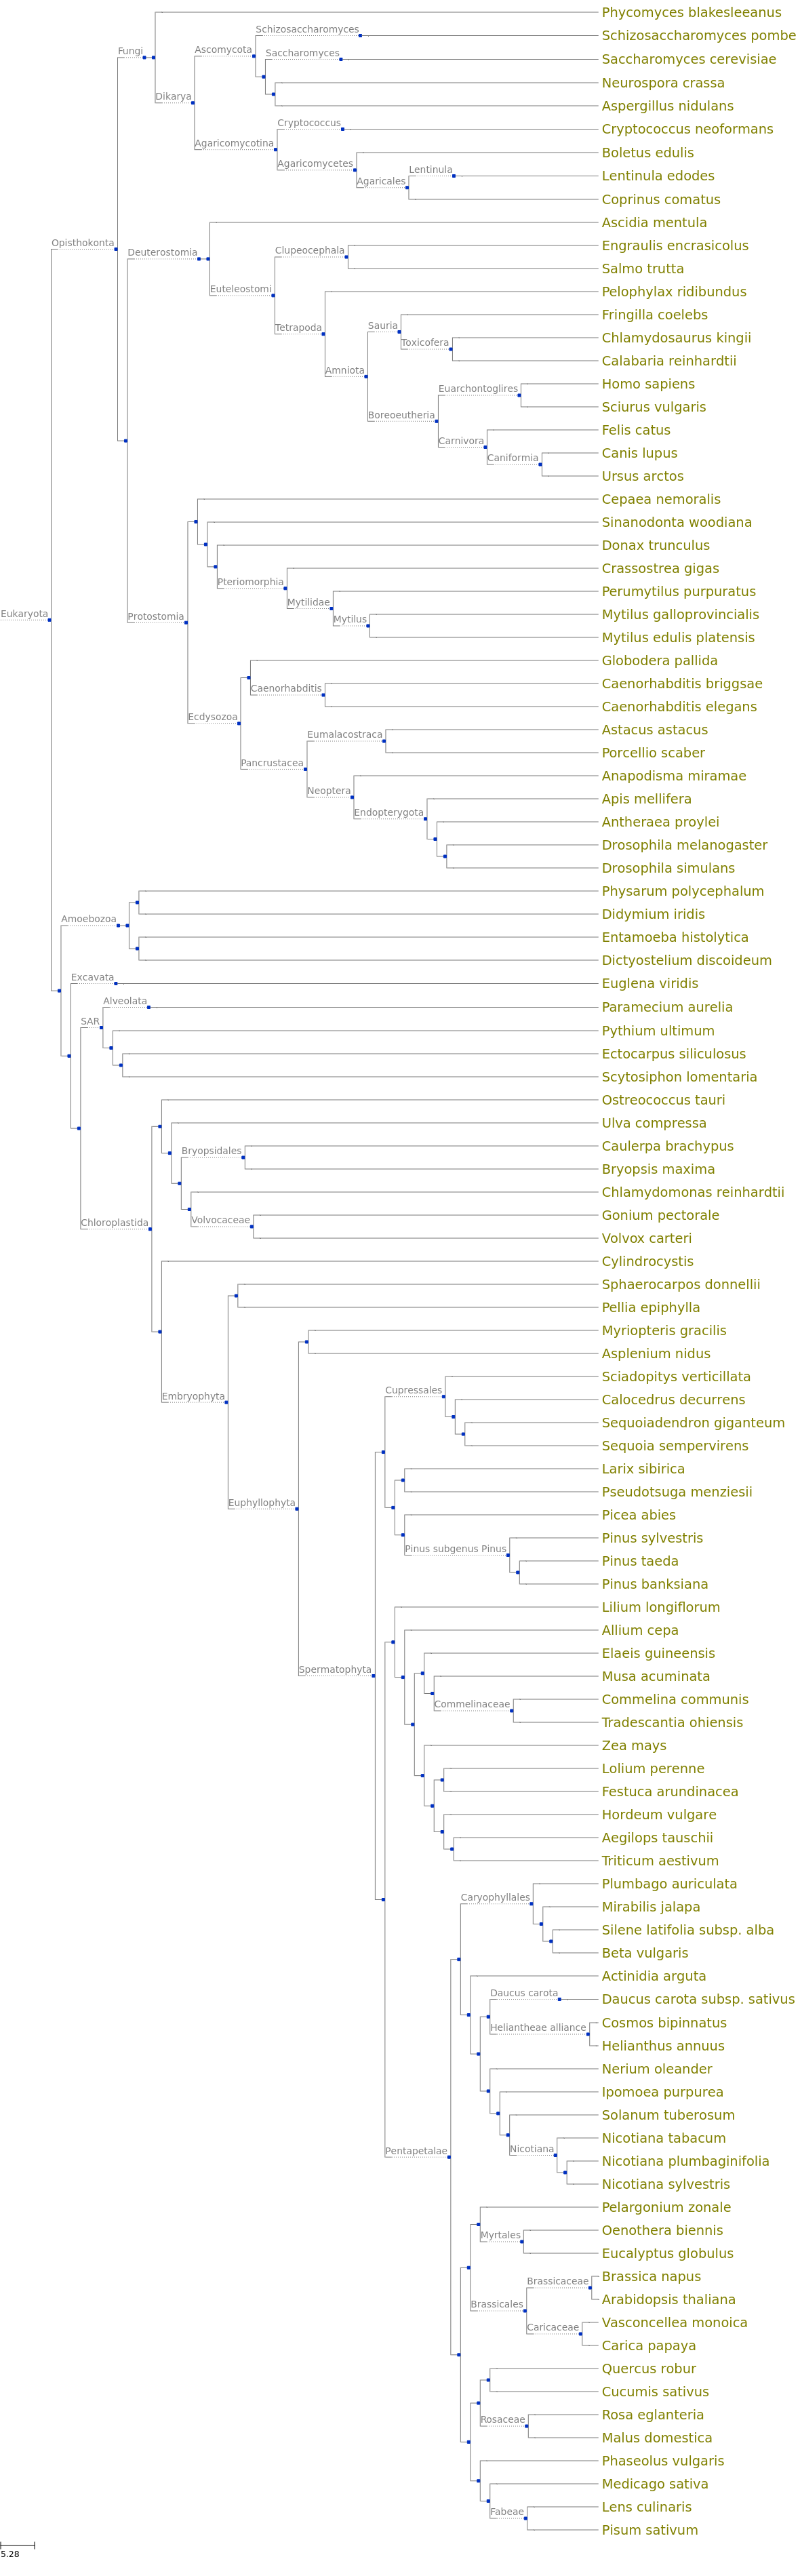 Phycomyces blakesleeanus
Schizosaccharomyces
Schizosaccharomyces pombe
Fungi
Ascomycota
Saccharomyces
Saccharomyces cerevisiae
Neurospora crassa
Dikarya
Aspergillus nidulans
Cryptococcus
Cryptococcus neoformans
Agaricomycotina
Boletus edulis
Agaricomycetes
Lentinula
Lentinula edodes
Agaricales
Coprinus comatus
Ascidia mentula
Opisthokonta
Clupeocephala
Engraulis encrasicolus
Deuterostomia
Salmo trutta
Euteleostomi
Pelophylax ridibundus
Fringilla coelebs
Tetrapoda
Sauria
Chlamydosaurus kingii
Toxicofera
Calabaria reinhardtii
Amniota
Homo sapiens
Euarchontoglires
Sciurus vulgaris
Boreoeutheria
Felis catus
Carnivora
Canis lupus
Caniformia
Ursus arctos
Cepaea nemoralis
Sinanodonta woodiana
Donax trunculus
Crassostrea gigas
Pteriomorphia
Perumytilus purpuratus
Mytilidae
Eukaryota
Protostomia
Mytilus
Mytilus galloprovincialis
Mytilus edulis platensis
Globodera pallida
Caenorhabditis briggsae
Caenorhabditis
Caenorhabditis elegans
Ecdysozoa
Astacus astacus
Eumalacostraca
Porcellio scaber
Pancrustacea
Anapodisma miramae
Neoptera
Apis mellifera
Endopterygota
Antheraea proylei
Drosophila melanogaster
Drosophila simulans
Physarum polycephalum
Amoebozoa
Didymium iridis
Entamoeba histolytica
Dictyostelium discoideum
Excavata
Euglena viridis
Alveolata
Paramecium aurelia
SAR
Pythium ultimum
Ectocarpus siliculosus
Scytosiphon lomentaria
Ostreococcus tauri
Ulva compressa
Bryopsidales
Caulerpa brachypus
Bryopsis maxima
Chlamydomonas reinhardtii
Chloroplastida
Volvocaceae
Gonium pectorale
Volvox carteri
Cylindrocystis
Sphaerocarpos donnellii
Pellia epiphylla
Myriopteris gracilis
Asplenium nidus
Sciadopitys verticillata
Embryophyta
Cupressales
Calocedrus decurrens
Sequoiadendron giganteum
Sequoia sempervirens
Larix sibirica
Euphyllophyta
Pseudotsuga menziesii
Picea abies
Pinus subgenus Pinus
Pinus sylvestris
Pinus taeda
Pinus banksiana
Lilium longiflorum
Allium cepa
Elaeis guineensis
Spermatophyta
Musa acuminata
Commelinaceae
Commelina communis
Tradescantia ohiensis
Zea mays
Lolium perenne
Festuca arundinacea
Hordeum vulgare
Aegilops tauschii
Triticum aestivum
Plumbago auriculata
Caryophyllales
Mirabilis jalapa
Silene latifolia subsp. alba
Beta vulgaris
Actinidia arguta
Daucus carota
Daucus carota subsp. sativus
Cosmos bipinnatus
Heliantheae alliance
Helianthus annuus
Nerium oleander
Ipomoea purpurea
Solanum tuberosum
Nicotiana tabacum
Pentapetalae
Nicotiana
Nicotiana plumbaginifolia
Nicotiana sylvestris
Pelargonium zonale
Oenothera biennis
Myrtales
Eucalyptus globulus
Brassicaceae
Brassica napus
Arabidopsis thaliana
Brassicales
Vasconcellea monoica
Caricaceae
Carica papaya
Quercus robur
Cucumis sativus
Rosa eglanteria
Rosaceae
Malus domestica
Phaseolus vulgaris
Medicago sativa
Lens culinaris
Fabeae
Pisum sativum
5.28